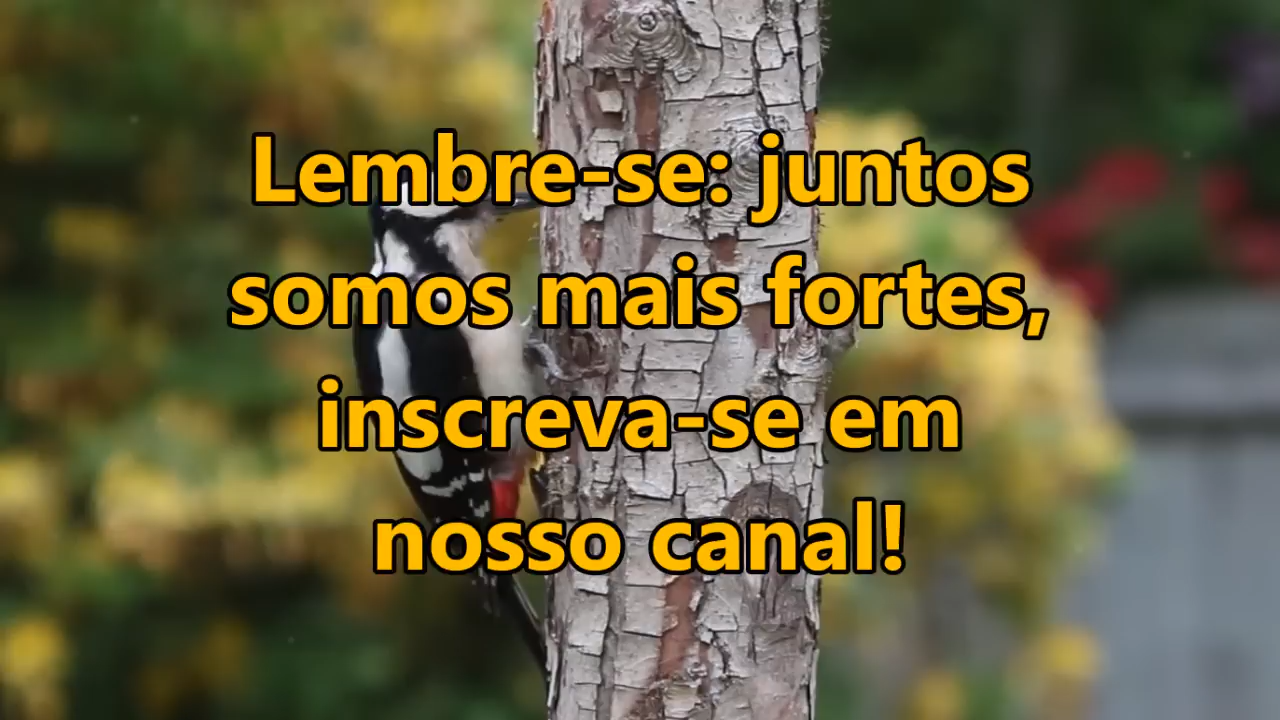 Lembre-se: juntos
somos mais fortes,
inscreva-se em
nosso canal!